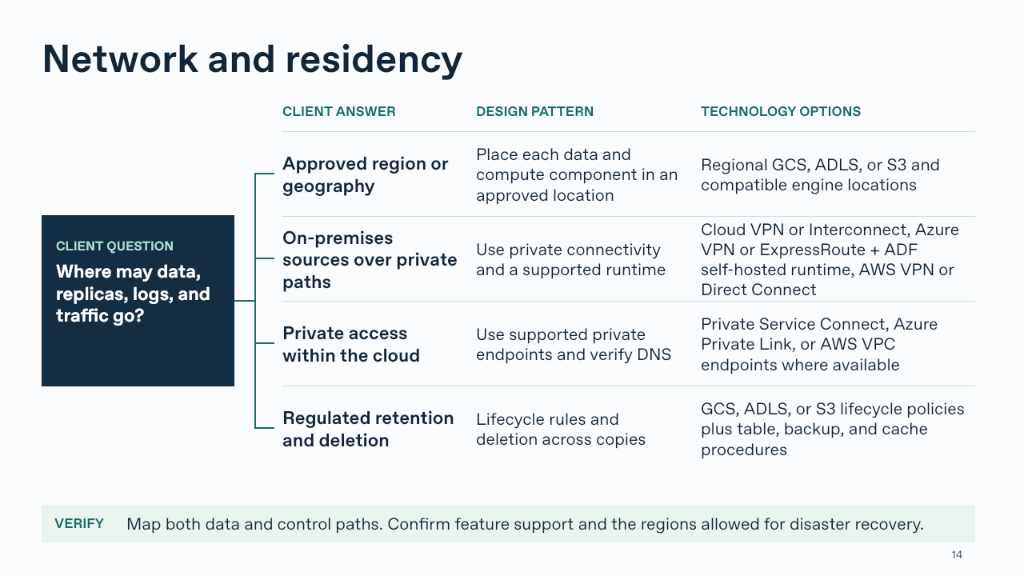 Network and residency
CLIENT ANSWER
DESIGN PATTERN
TECHNOLOGY OPTIONS
CLIENT QUESTION
Where may data,
replicas, logs, and
traffic go?
Approved region or
geography
Place each data and
compute component in an
approved location
Regional GCS, ADLS, or S3 and
compatible engine locations
On-premises
sources over private
paths
Use private connectivity
and a supported runtime
Cloud VPN or Interconnect, Azure
VPN or ExpressRoute + ADF
self-hosted runtime, AWS VPN or
Direct Connect
Private access
within the cloud
Use supported private
endpoints and verify DNS
Private Service Connect, Azure
Private Link, or AWS VPC
endpoints where available
Regulated retention
and deletion
Lifecycle rules and
deletion across copies
GCS, ADLS, or S3 lifecycle policies
plus table, backup, and cache
procedures
VERIFY Map both data and control paths. Confirm feature support and the regions allowed for disaster recovery.
14